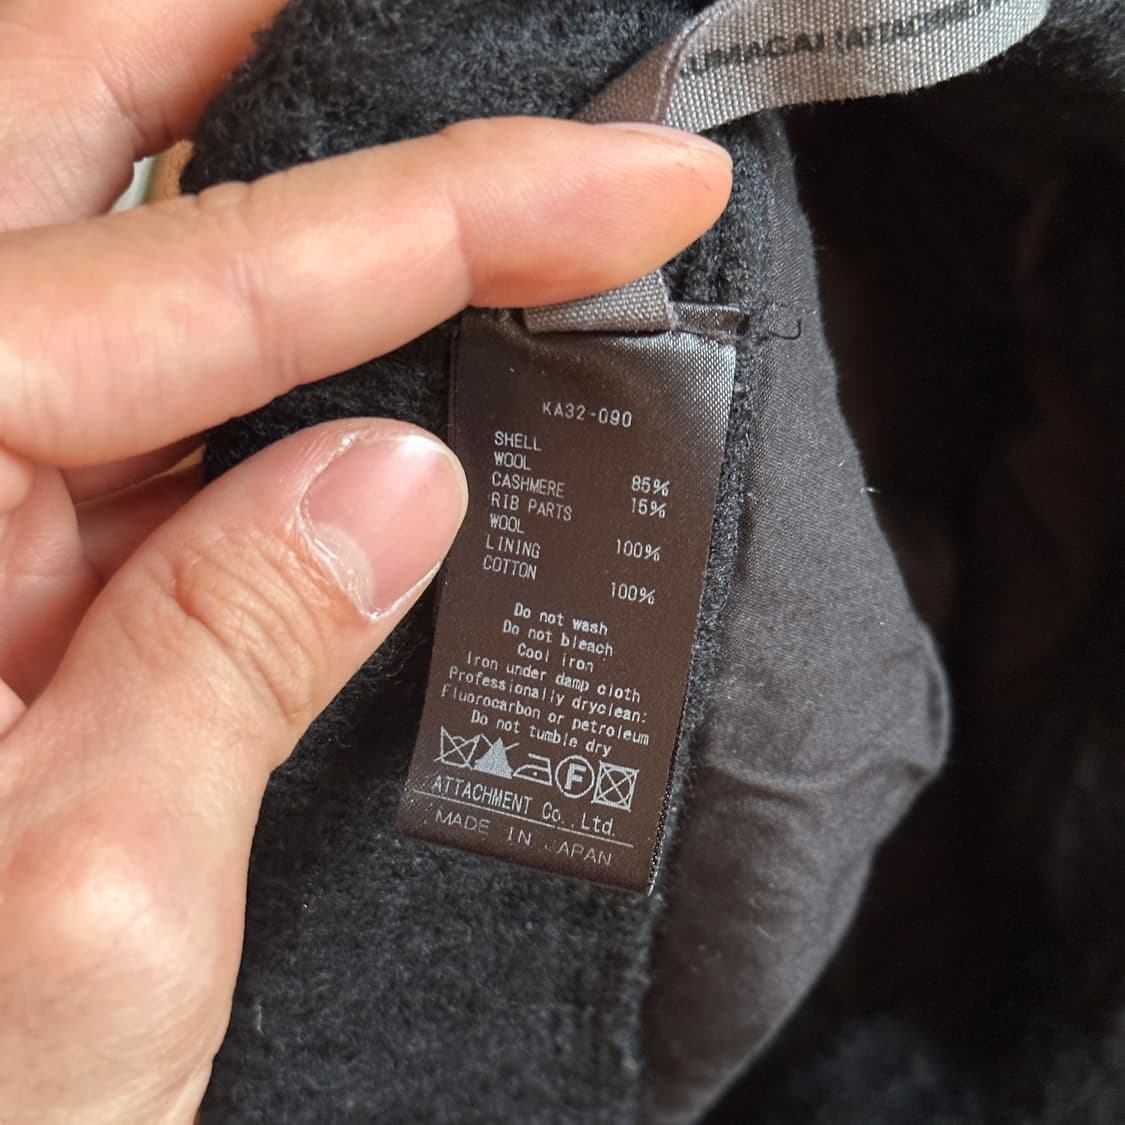 KA32-090
SHELL
WOOL 85%
CASHMERE 15%
RIB PARTS
WOOL 100%
LINING
COTTON 100%
Do not wash
Do not bleach
Cool iron
Iron under damp cloth
Professionally dryclean:
Fluorocarbon or petroleum
Do not tumble dry
F
ATTACHMENT Co.,Ltd.
MADE IN JAPAN